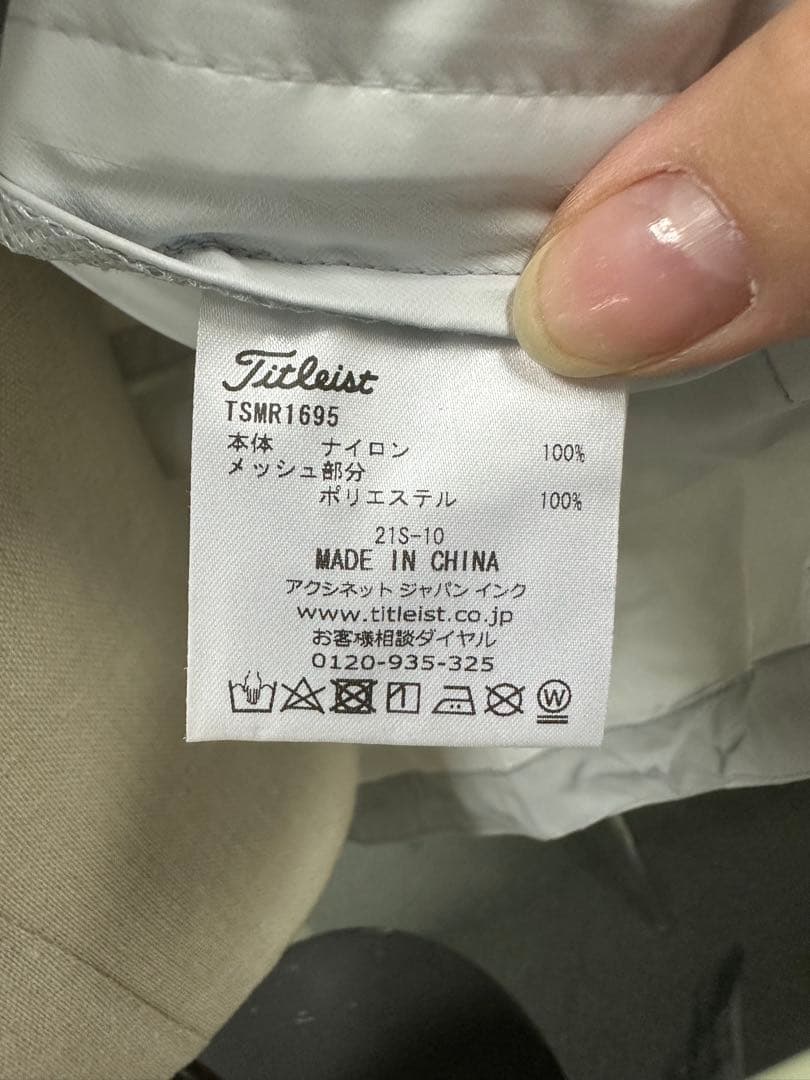 Titleist
TSMR1695
本体 ナイロン 100%
メッシュ部分
ポリエステル 100%
21S-10
MADE IN CHINA
アクシネット ジャパン インク
www.titleist.co.jp
お客様相談ダイヤル
0120-935-325
W